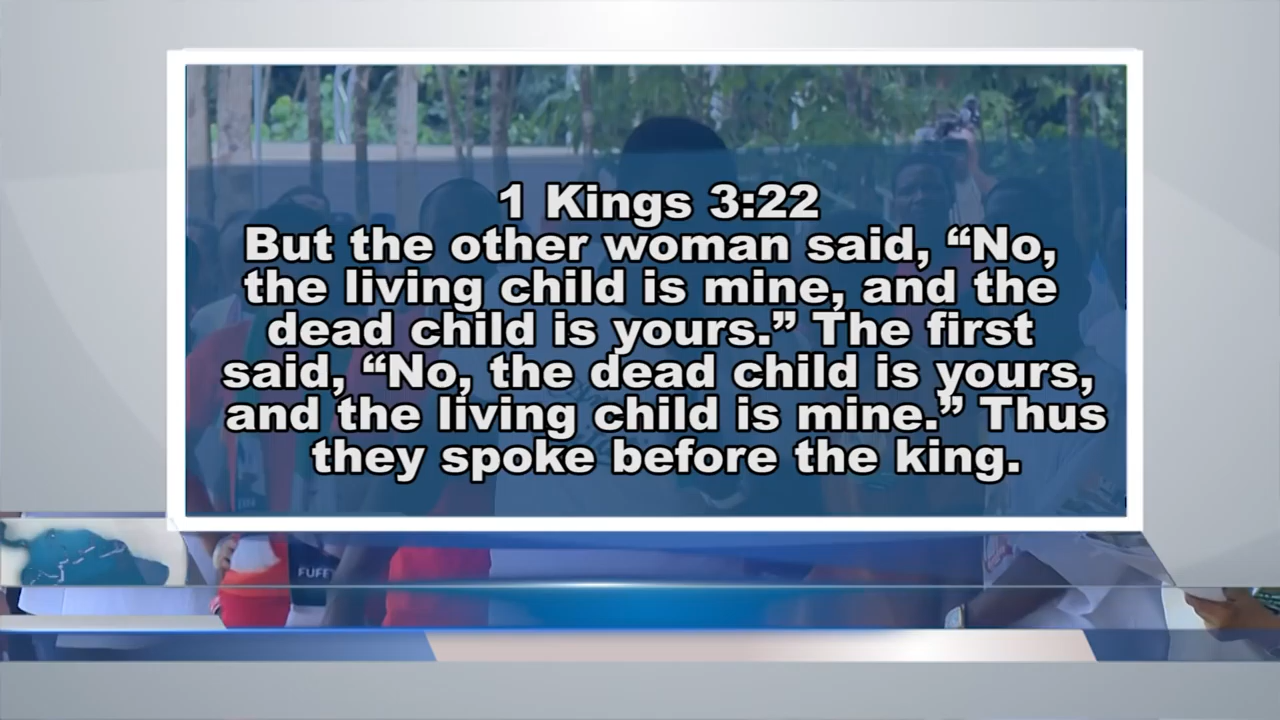 1 Kings 3:22
But the other woman said, “No,
the living child is mine, and the
dead child is yours.” The first
said, “No, the dead child is yours,
and the living child is mine.” Thus
they spoke before the king.
FUFF